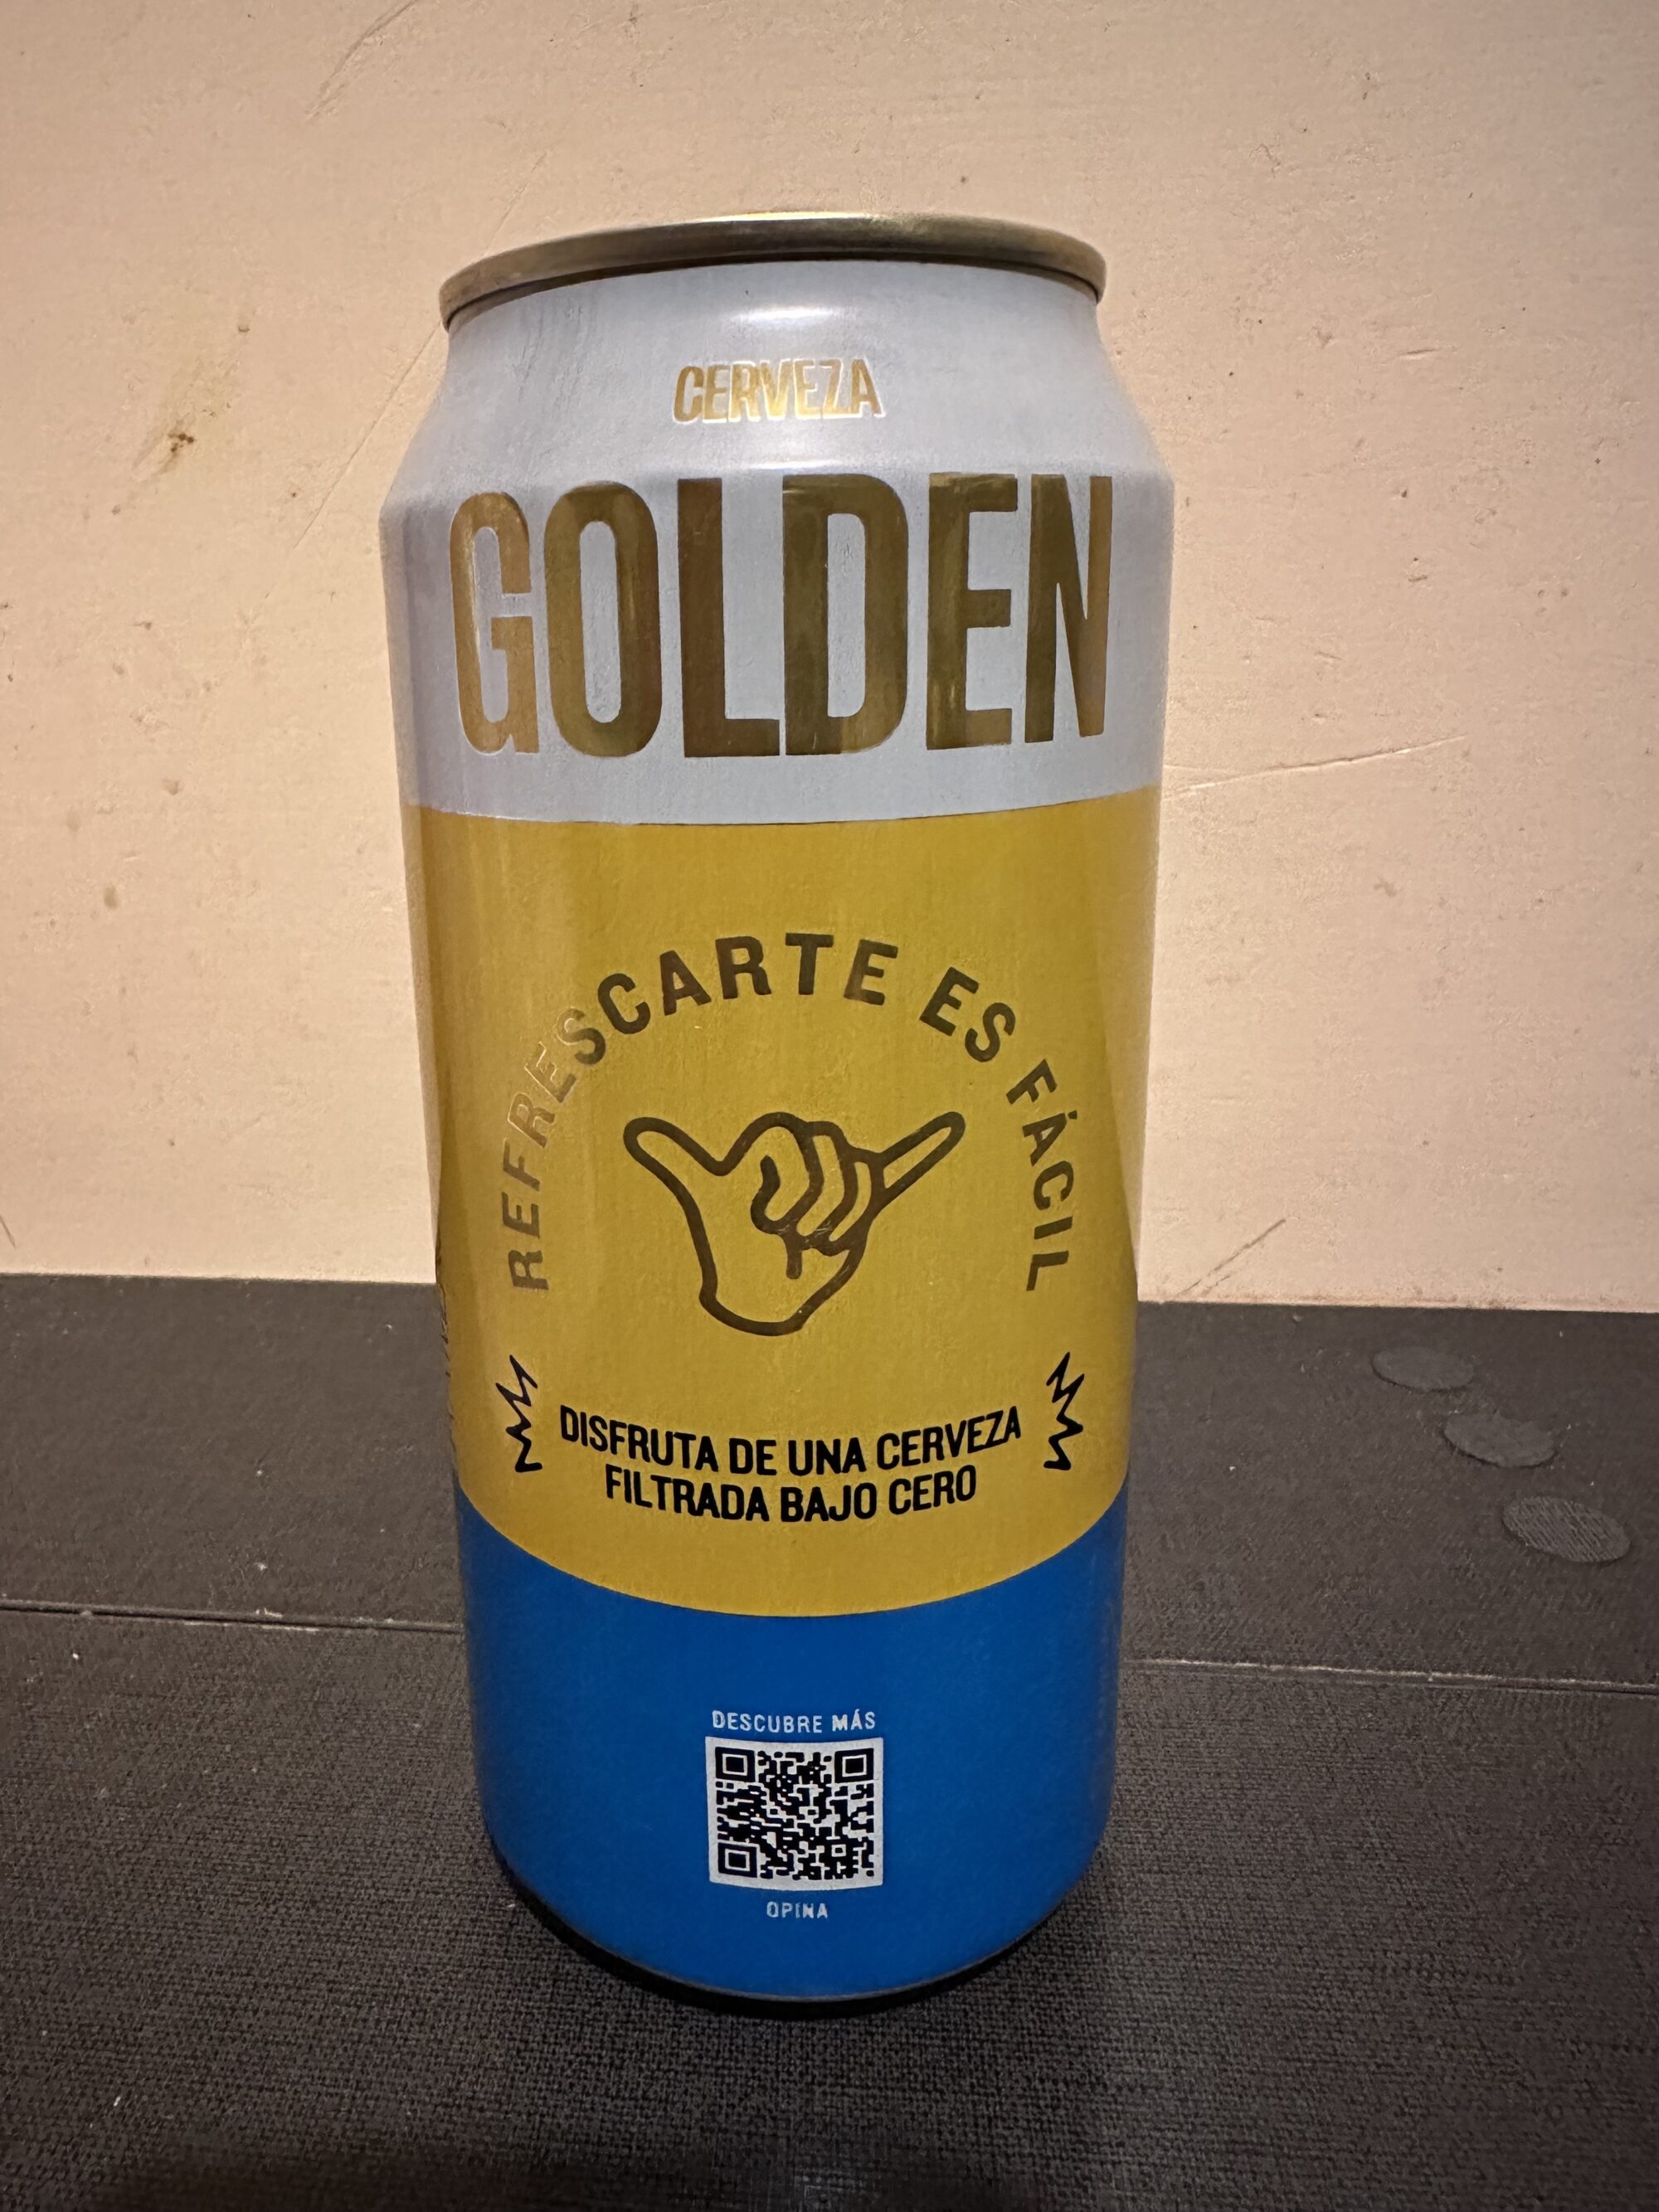 CERVEZA
GOLDEN
REFRESCARTE ES FÁCIL
DISFRUTA DE UNA CERVEZA
FILTRADA BAJO CERO
DESCUBRE MÁS
OPINA